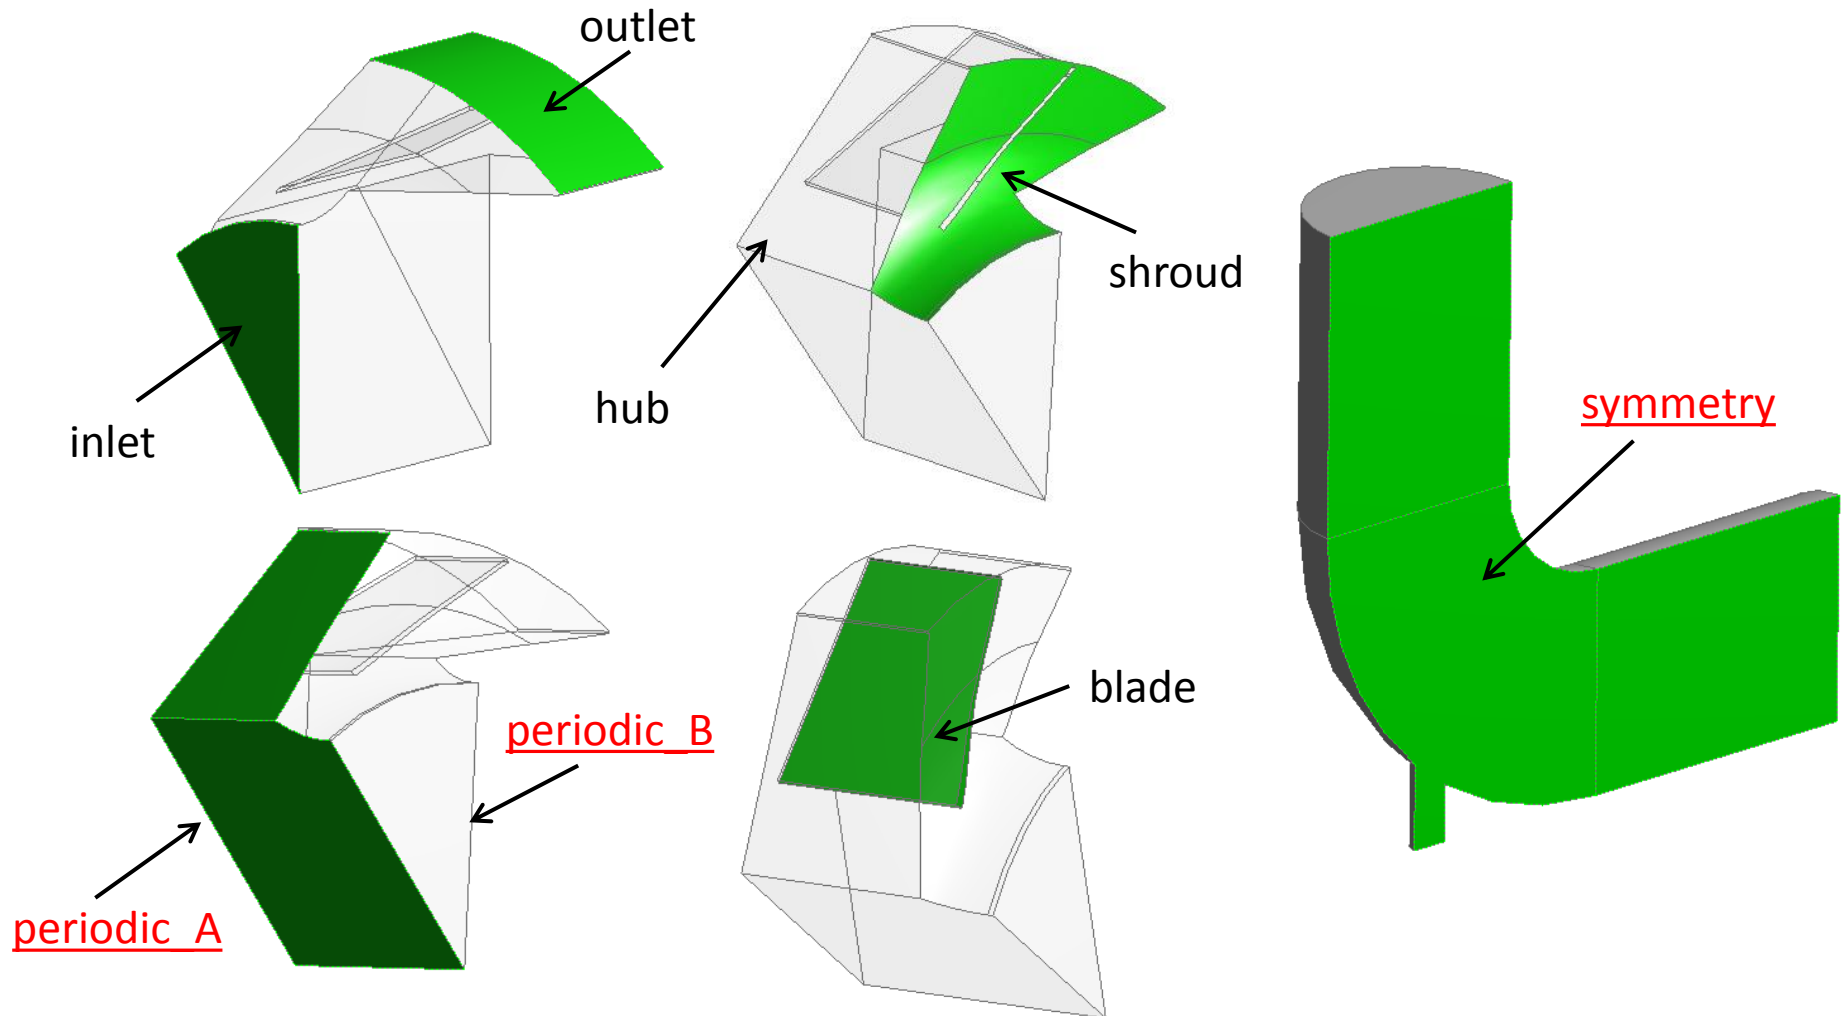 outlet
inlet
shroud
hub
symmetry
periodic_B
periodic_A
blade